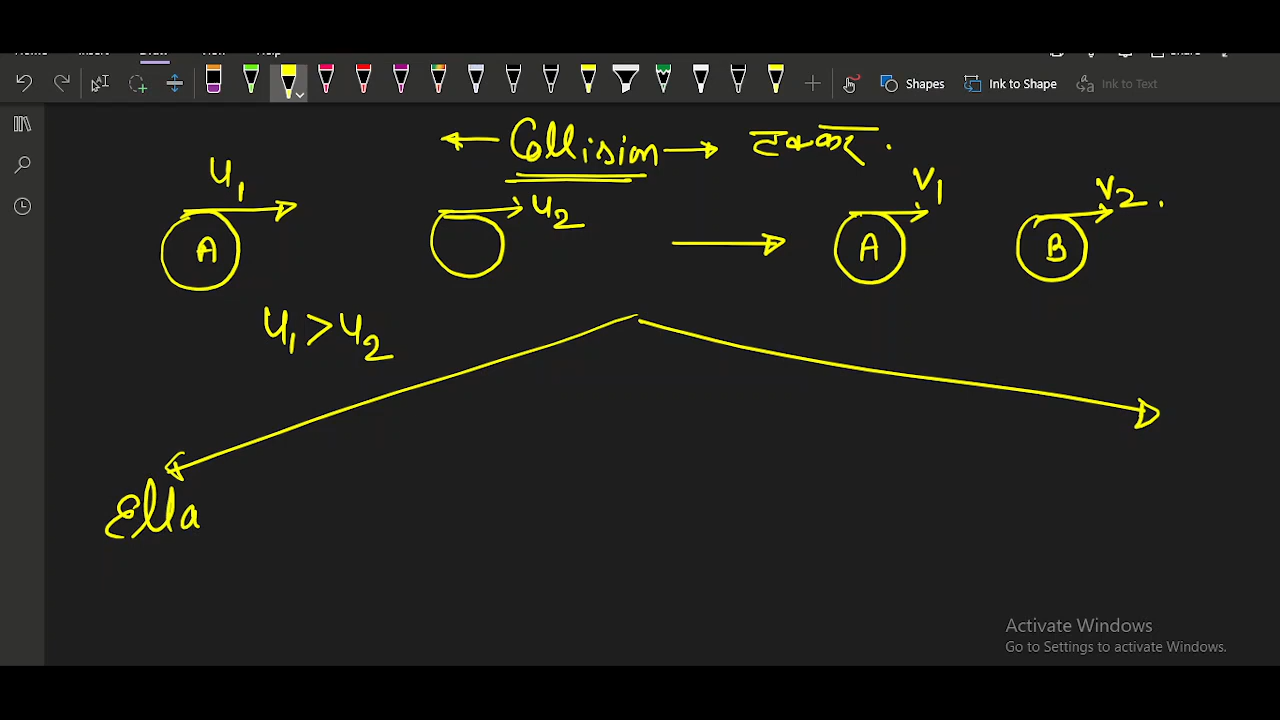 Shapes Ink to Shape Ink to Text
Collision टक्कर.
U₁
U₂
V₁
V₂.
A
A
B
U₁ > U₂
Ella
Activate Windows
Go to Settings to activate Windows.